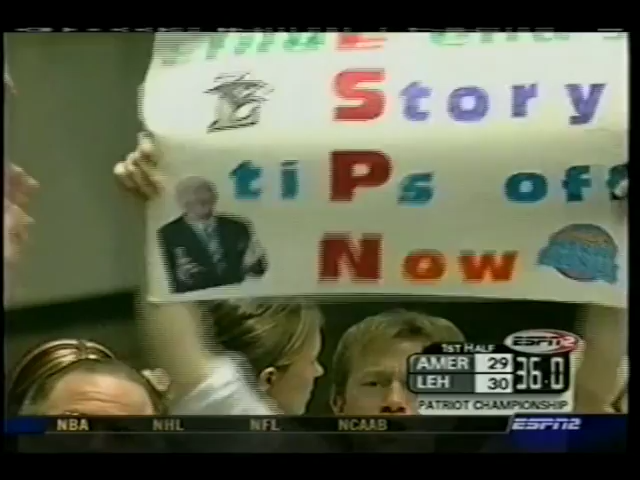 E
Story
tiPs off
Now
1ST HALF ESPN2
AMER 29 36.0
LEH 30
PATRIOT CHAMPIONSHIP
NBA NHL NFL NCAAB ESPN2